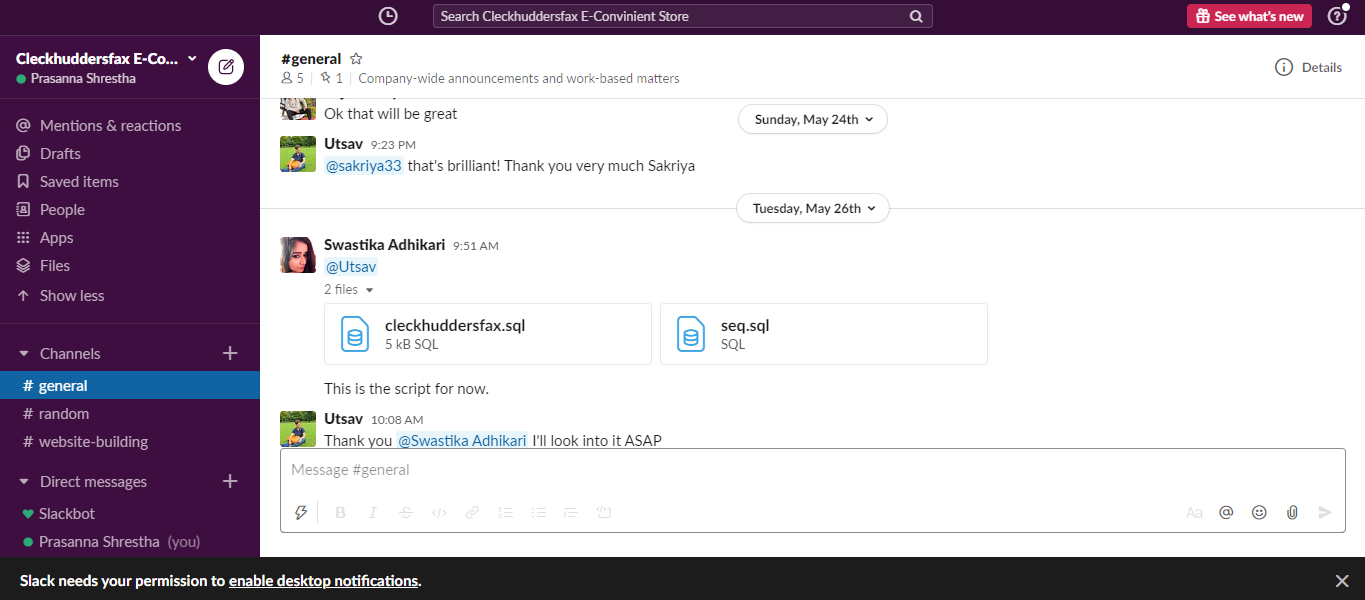 Search Cleckhuddersfax E-Convinient Store
See what's new
Cleckhuddersfax E-Co...
Prasanna Shrestha
Mentions & reactions
Drafts
Saved items
People
Apps
Files
Show less
Channels
# general
# random
# website-building
Direct messages
Slackbot
Prasanna Shrestha (you)
#general
5 | 1 | Company-wide announcements and work-based matters
Details
Ok that will be great
Sunday, May 24th
Utsav 9:23 PM
@sakriya33 that's brilliant! Thank you very much Sakriya
Tuesday, May 26th
Swastika Adhikari 9:51 AM
@Utsav
2 files
cleckhuddersfax.sql
5 kB SQL
seq.sql
SQL
This is the script for now.
Utsav 10:08 AM
Thank you @Swastika Adhikari I'll look into it ASAP
Message #general
B I S </> Aa @
Slack needs your permission to enable desktop notifications.